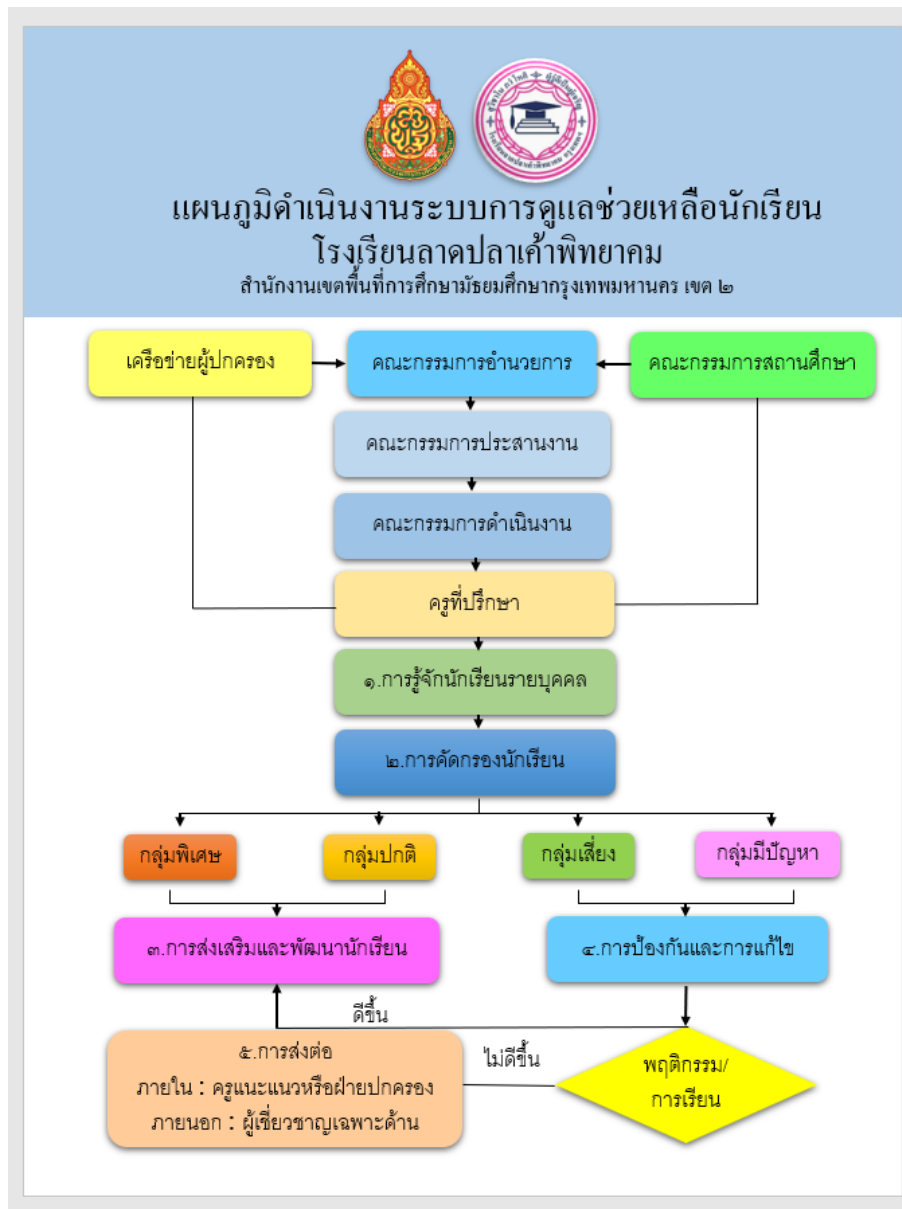 แผนภูมิดำเนินงานระบบการดูแลช่วยเหลือนักเรียน
โรงเรียนลาดปลาเค้าพิทยาคม
สำนักงานเขตพื้นที่การศึกษามัธยมศึกษากรุงเทพมหานคร เขต ๒
เครือข่ายผู้ปกครอง
คณะกรรมการอำนวยการ
คณะกรรมการสถานศึกษา
คณะกรรมการประสานงาน
คณะกรรมการดำเนินงาน
ครูที่ปรึกษา
๑.การรู้จักนักเรียนรายบุคคล
๒.การคัดกรองนักเรียน
กลุ่มพิเศษ
กลุ่มปกติ
กลุ่มเสี่ยง
กลุ่มมีปัญหา
๓.การส่งเสริมและพัฒนานักเรียน
๔.การป้องกันและการแก้ไข
ดีขึ้น
๕.การส่งต่อ
ภายใน : ครูแนะแนวหรือฝ่ายปกครอง
ภายนอก : ผู้เชี่ยวชาญเฉพาะด้าน
ไม่ดีขึ้น
พฤติกรรม/
การเรียน